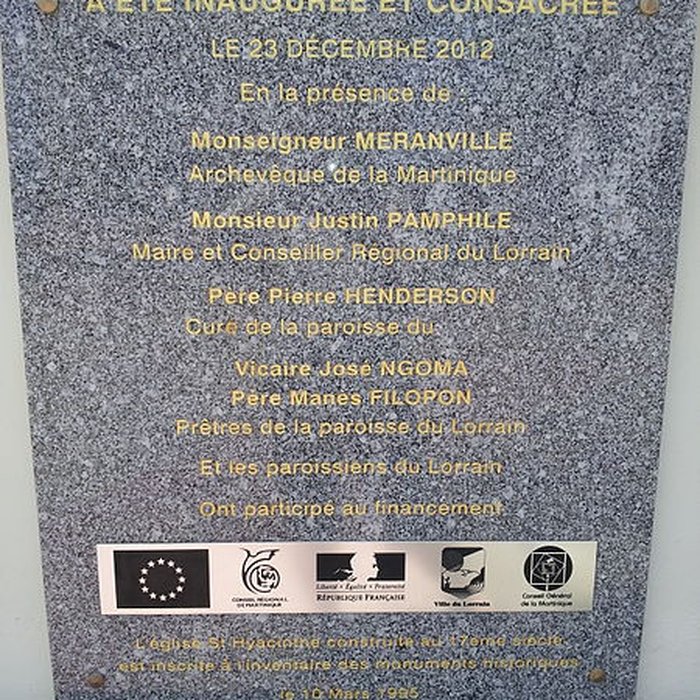 A ÉTÉ INAUGURÉE ET CONSACRÉE
LE 23 DÉCEMBRE 2012
En la présence de :
Monseigneur MERANVILLE
Archevêque de la Martinique
Monsieur Justin PAMPHILE
Maire et Conseiller Régional du Lorrain
Père Pierre HENDERSON
Curé de la paroisse du
Vicaire José NGOMA
Père Manès FILOPON
Prêtres de la paroisse du Lorrain
Et les paroissiens du Lorrain
Ont participé au financement
CONSEIL RÉGIONAL
DE MARTINIQUE
Liberté • Égalité • Fraternité
RÉPUBLIQUE FRANÇAISE
Ville du Lorrain
Conseil Général
de la Martinique
L'église St Hyacinthe construite au 17ème siècle
est inscrite à l'inventaire des monuments historiques
le 10 Mars 1995